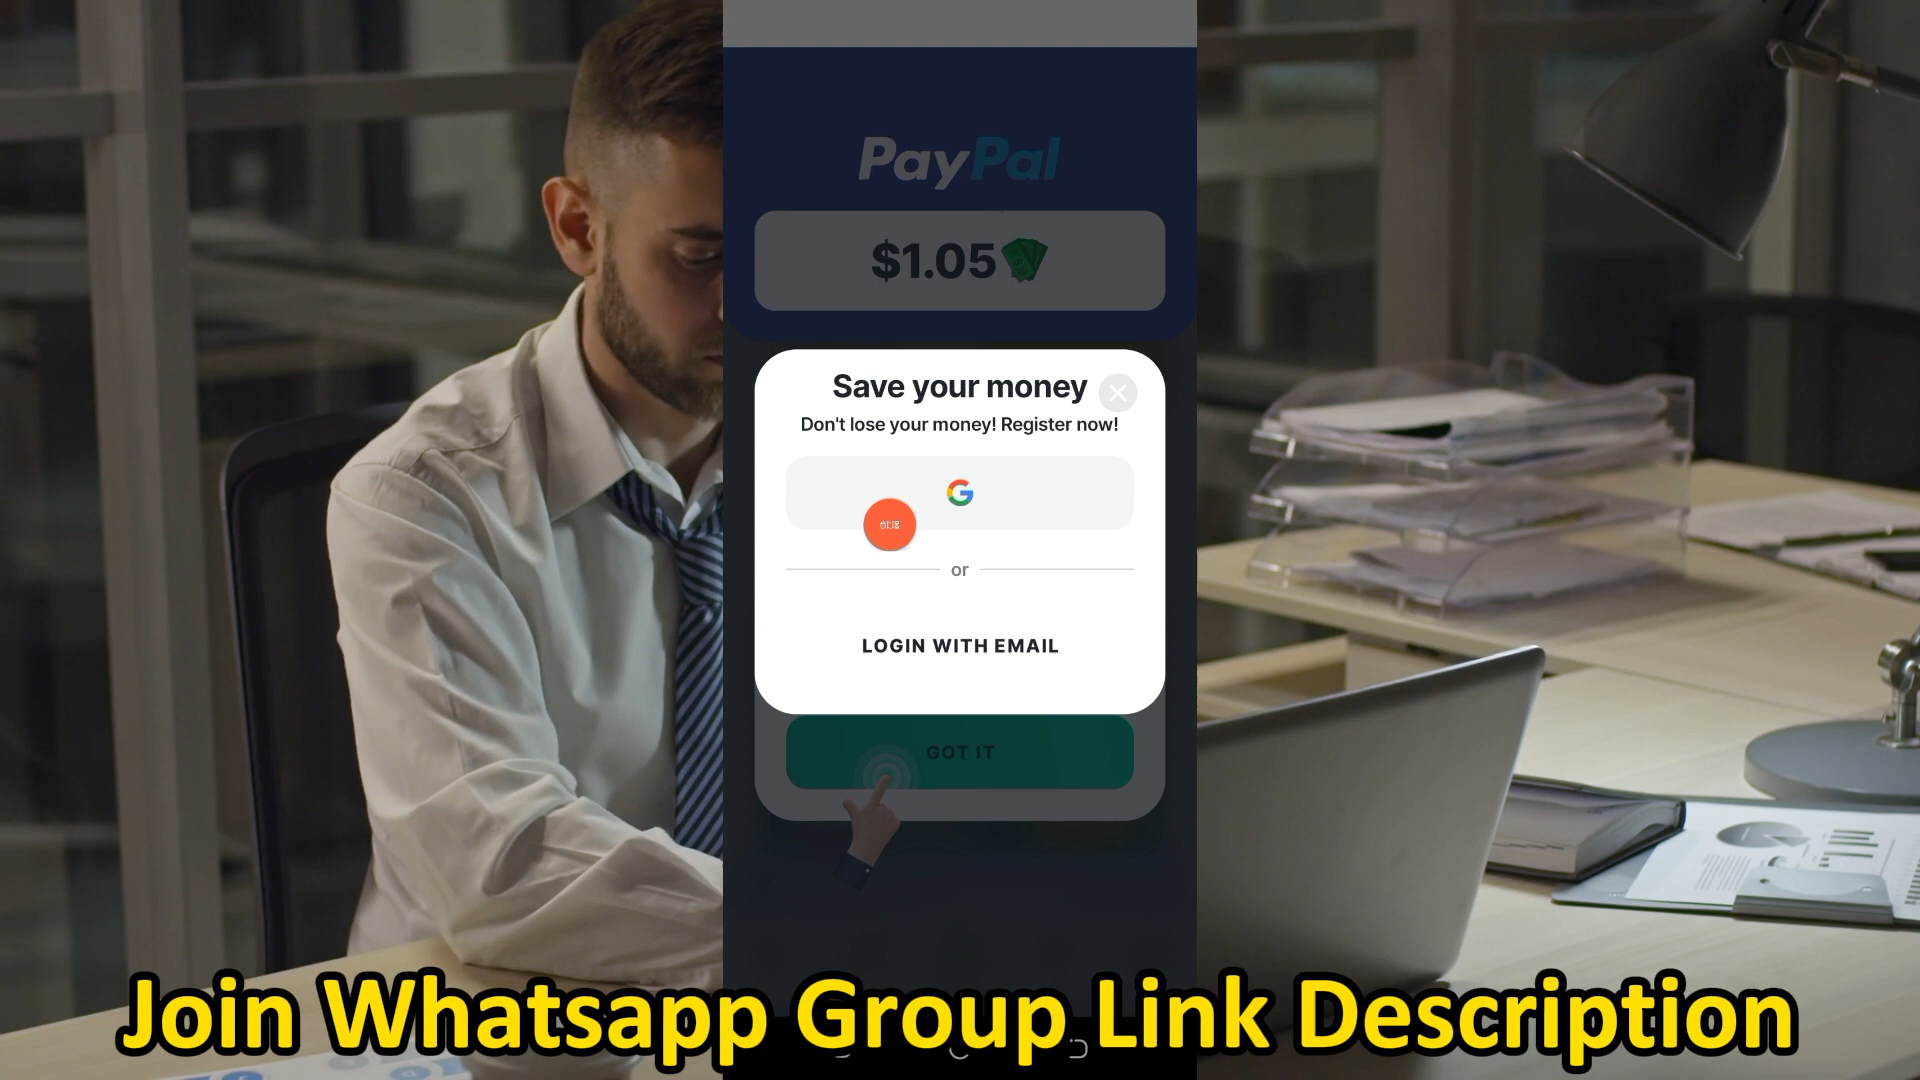 PayPal
$1.05
Save your money
Don't lose your money! Register now!
or
LOGIN WITH EMAIL
GOT IT
Join Whatsapp Group Link Description